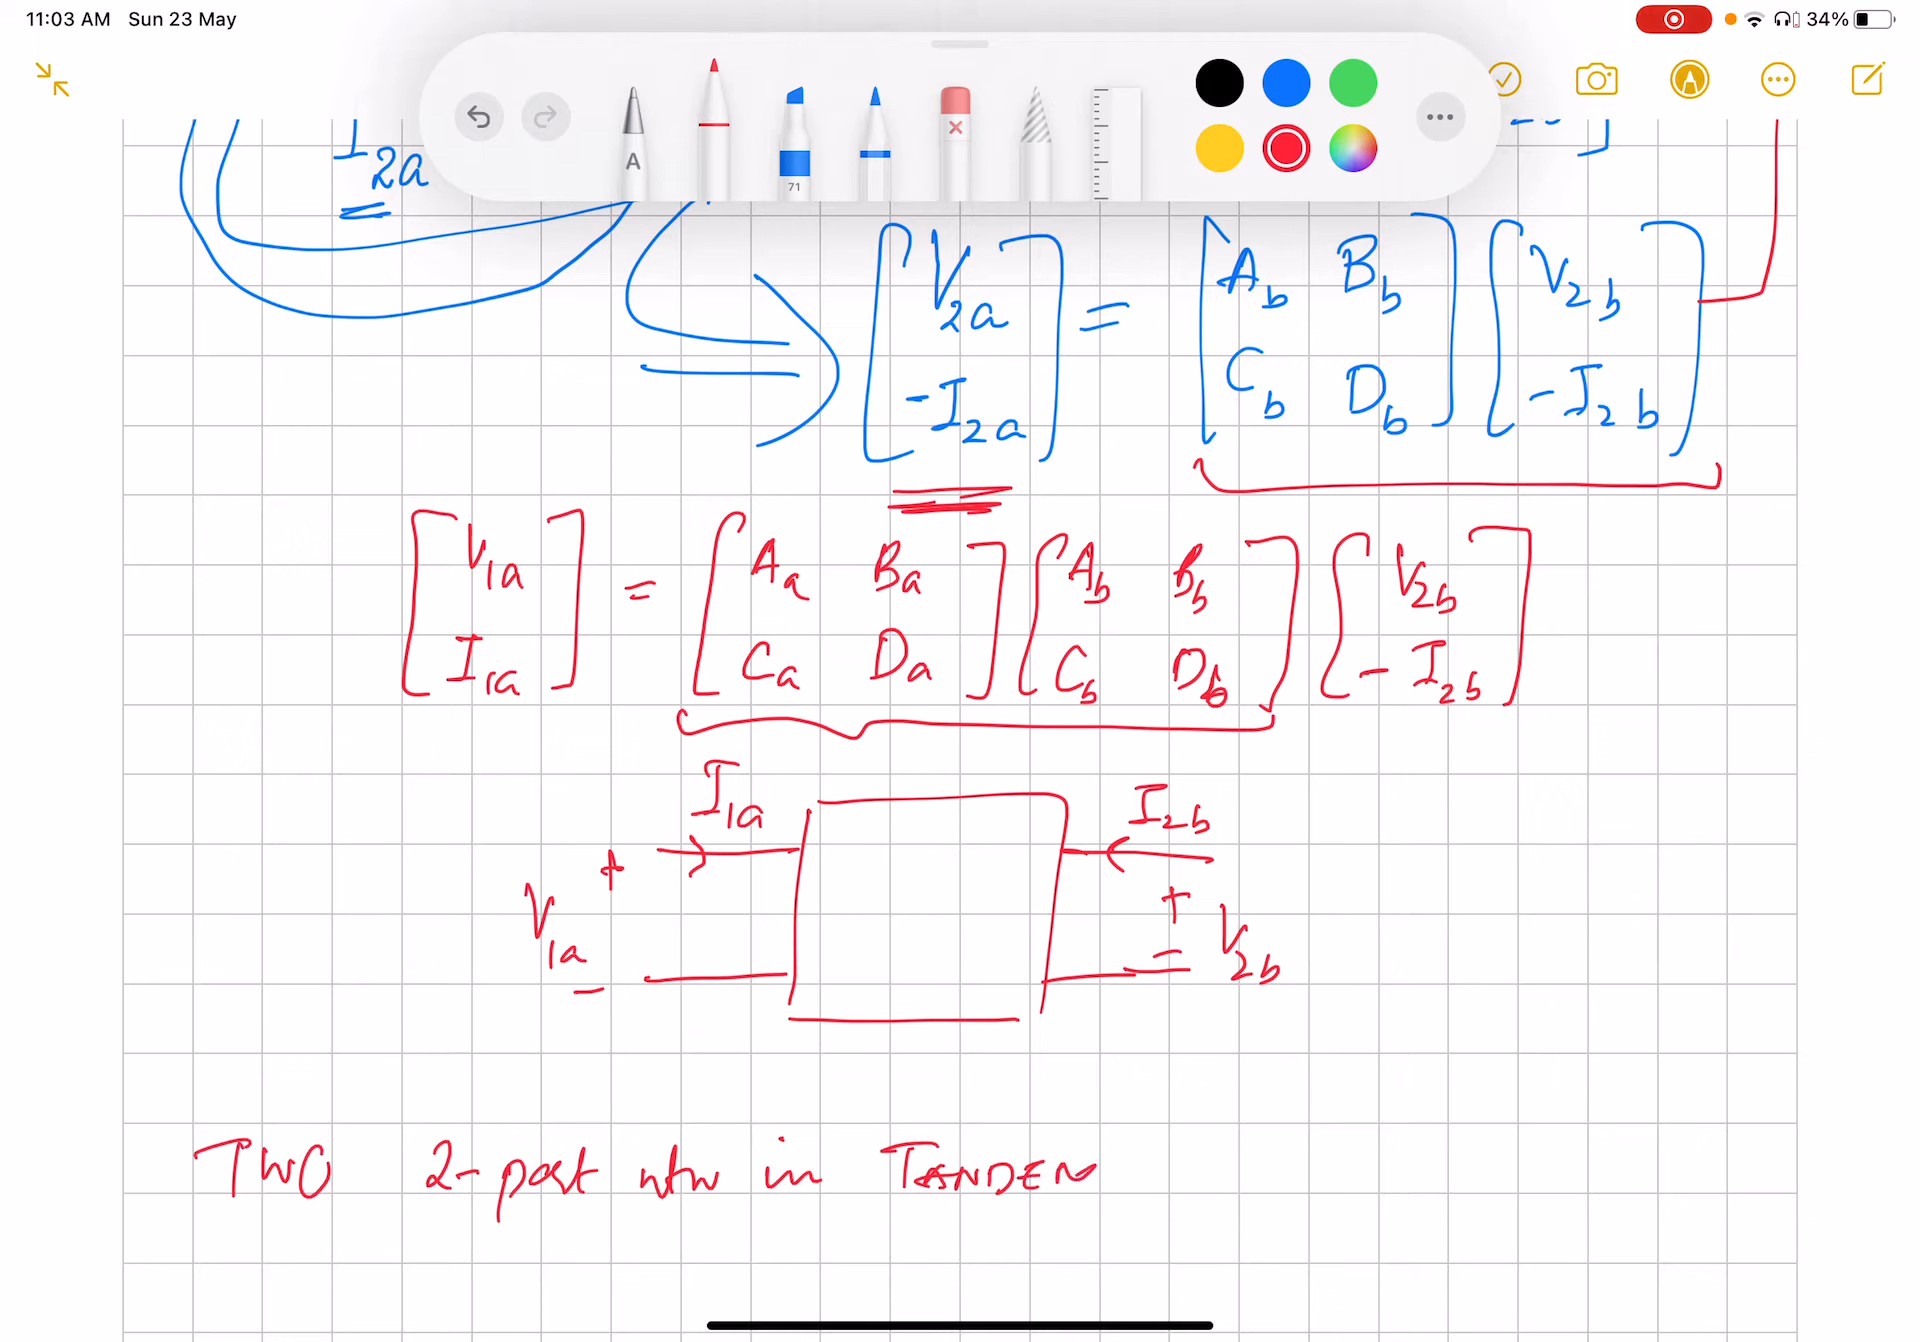 11:03 AM Sun 23 May
34%
A
71
I2a
[V2a -I2a] = [Ab Bb Cb Db] [V2b -I2b]
[V1a I1a] = [Aa Ba Ca Da] [Ab Bb Cb Db] [V2b -I2b]
I1a I2b
+ +
V1a V2b
- -
TWO 2-port ntw in TANDEM